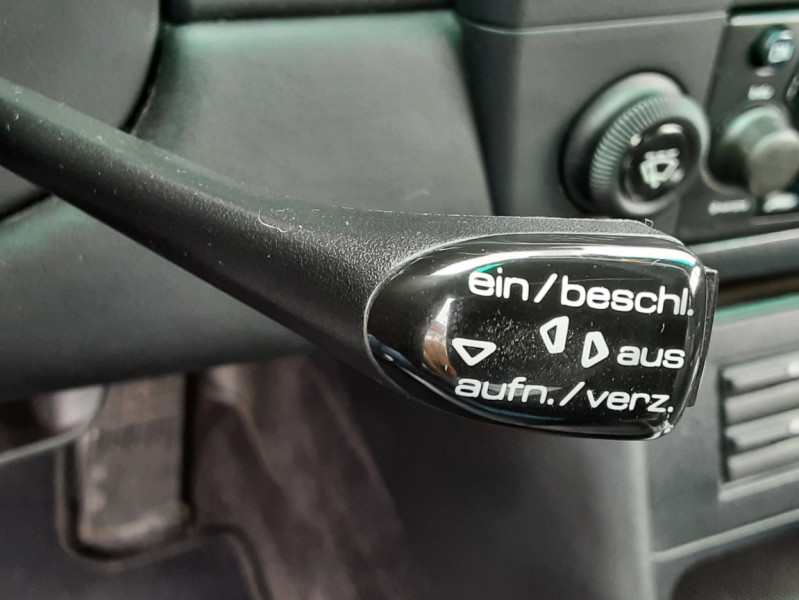 ein/beschl.
aus
aufn./verz.